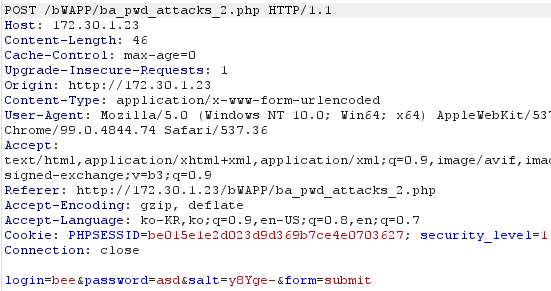 POST /bWAPP/ba_pwd_attacks_2.php HTTP/1.1
Host: 172.30.1.23
Content-Length: 46
Cache-Control: max-age=0
Upgrade-Insecure-Requests: 1
Origin: http://172.30.1.23
Content-Type: application/x-www-form-urlencoded
User-Agent: Mozilla/5.0 (Windows NT 10.0; Win64; x64) AppleWebKit/537
Chrome/99.0.4844.74 Safari/537.36
Accept:
text/html,application/xhtml+xml,application/xml;q=0.9,image/avif,imag
signed-exchange;v=b3;q=0.9
Referer: http://172.30.1.23/bWAPP/ba_pwd_attacks_2.php
Accept-Encoding: gzip, deflate
Accept-Language: ko-KR,ko;q=0.9,en-US;q=0.8,en;q=0.7
Cookie: PHPSESSID=be015e1e2d023d9d369b7ce4e0703627; security_level=1
Connection: close
login=bee&password=asd&salt=y8Yge-&form=submit